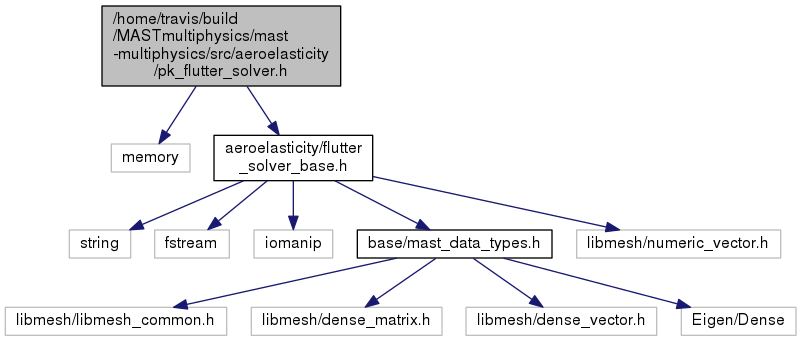 /home/travis/build
/MASTmultiphysics/mast
-multiphysics/src/aeroelasticity
/pk_flutter_solver.h
memory
aeroelasticity/flutter
_solver_base.h
string
fstream
iomanip
base/mast_data_types.h
libmesh/numeric_vector.h
libmesh/libmesh_common.h
libmesh/dense_matrix.h
libmesh/dense_vector.h
Eigen/Dense